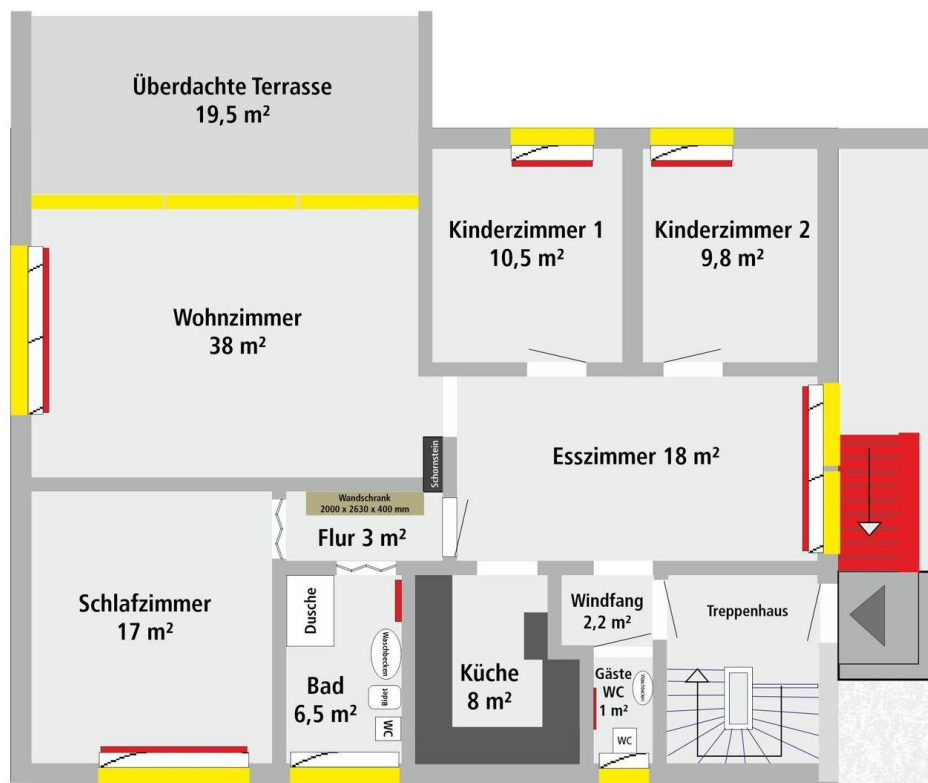 Überdachte Terrasse
19,5 m²
Kinderzimmer 1
10,5 m²
Kinderzimmer 2
9,8 m²
Wohnzimmer
38 m²
Schornstein
Esszimmer 18 m²
Wandschrank
2000 x 2630 x 400 mm
Flur 3 m²
Schlafzimmer
17 m²
Dusche
Waschbecken
Bidet
WC
Bad
6,5 m²
Küche
8 m²
Windfang
2,2 m²
Gäste
WC
1 m²
Waschbecken
WC
Treppenhaus